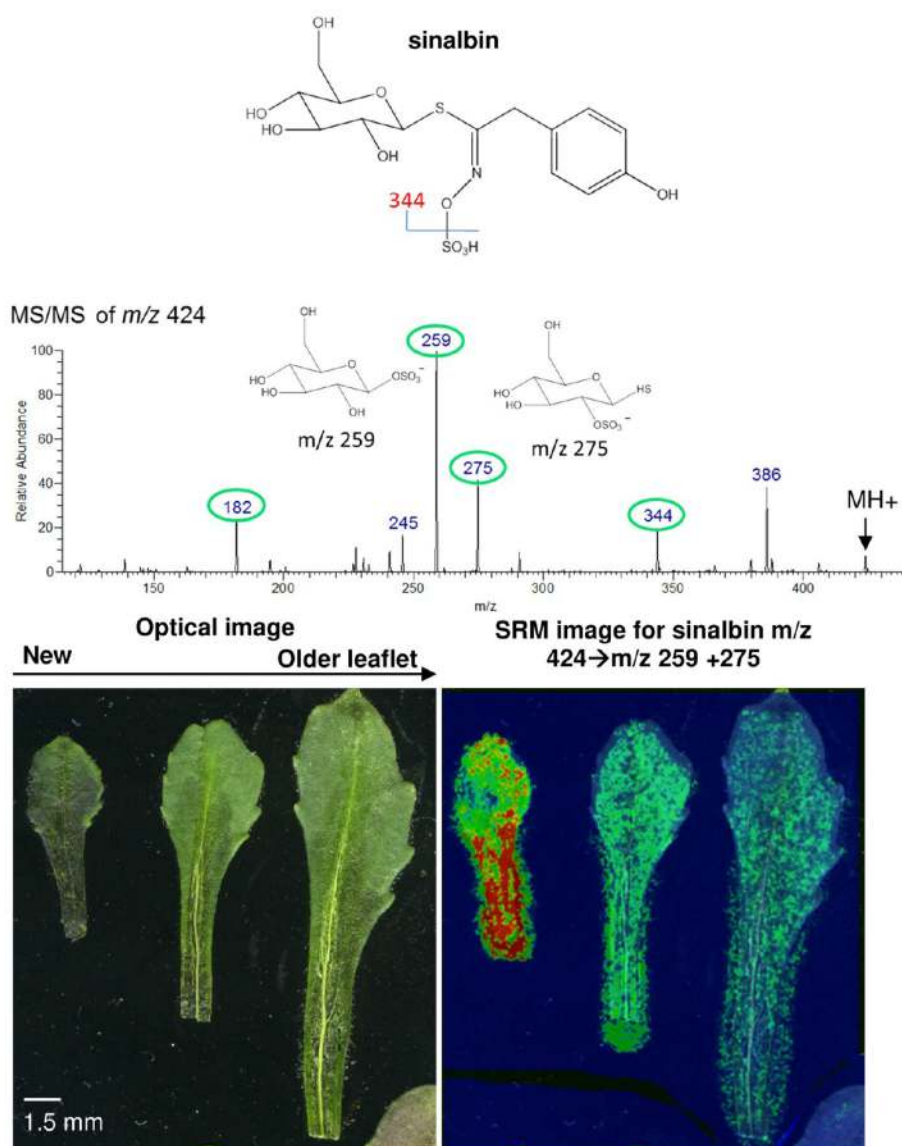 sinalbin
OH
O
HO
HO
OH
S
N
O
SO3H
OH
344
MS/MS of m/z 424
100
80
60
40
20
0
Relative Abundance
OH
O
HO
HO
OH
OSO3-
m/z 259
OH
O
HO
HO
HS
OSO3-
m/z 275
182
245
259
275
344
386
MH+
150
200
250
300
350
400
m/z
Optical image
New
Older leaflet
SRM image for sinalbin m/z
424→m/z 259 +275
1.5 mm